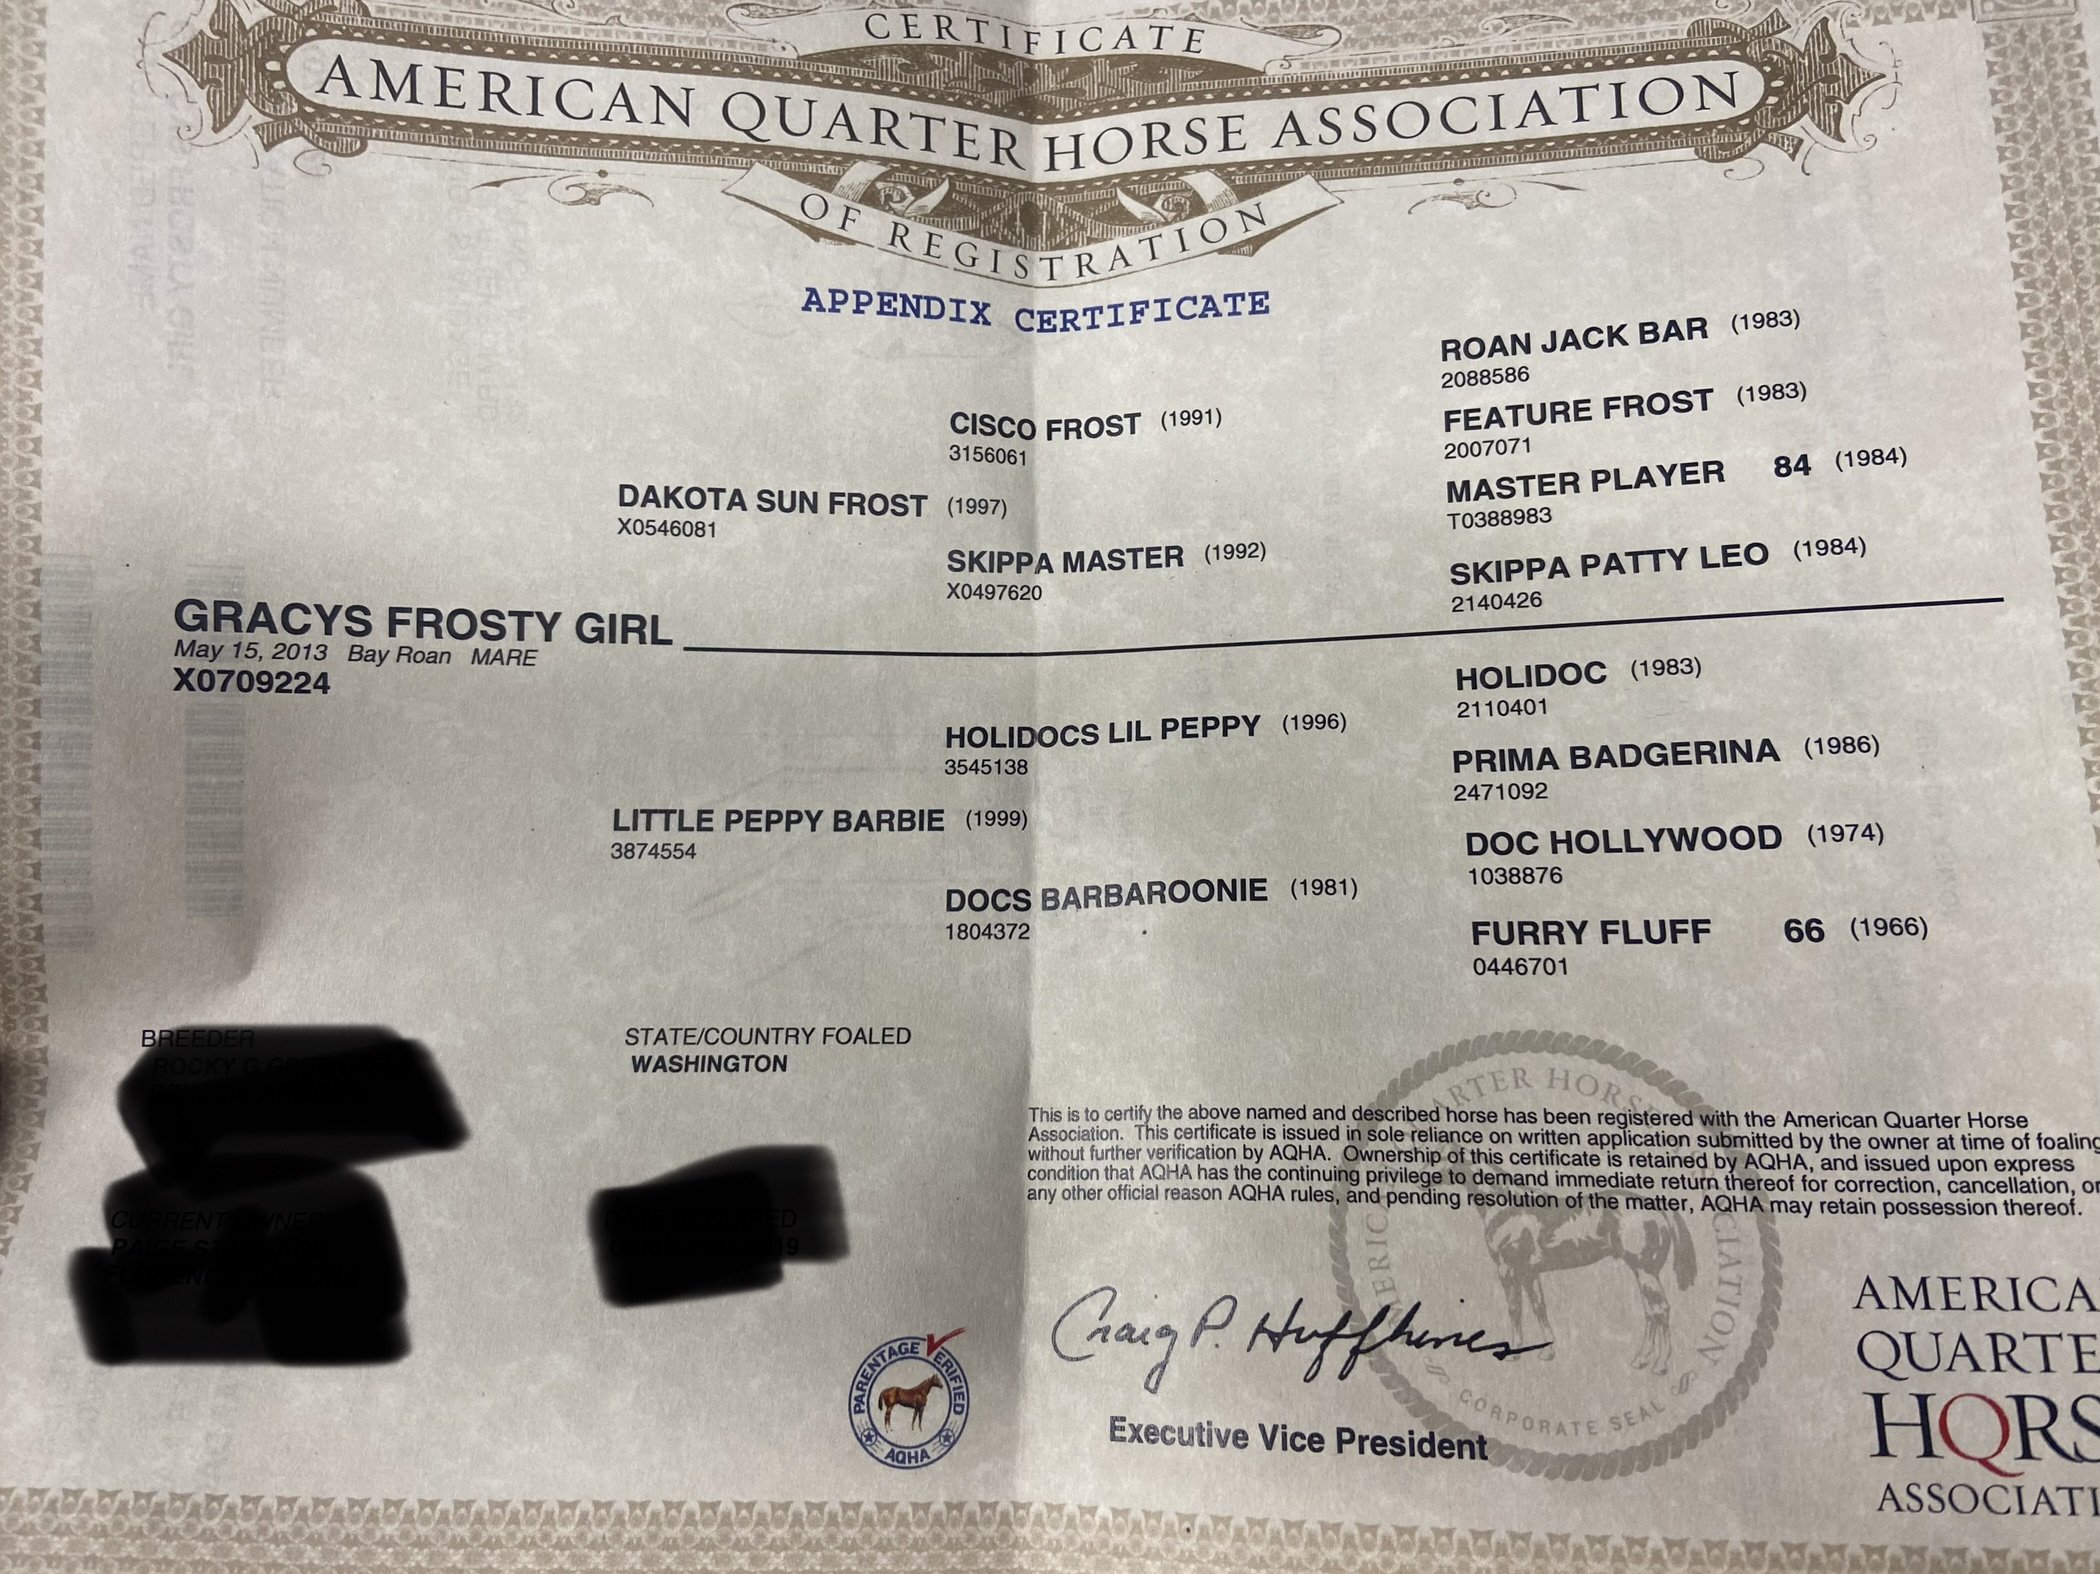 CERTIFICATE
AMERICAN QUARTER HORSE ASSOCIATION
OF REGISTRATION
APPENDIX CERTIFICATE
ROAN JACK BAR (1983)
2088586
FEATURE FROST (1983)
2007071
CISCO FROST (1991)
3156061
MASTER PLAYER 84 (1984)
T0388983
DAKOTA SUN FROST (1997)
X0546081
SKIPPA MASTER (1992)
X0497620
SKIPPA PATTY LEO (1984)
2140426
GRACYS FROSTY GIRL
May 15, 2013 Bay Roan MARE
X0709224
HOLIDOC (1983)
2110401
HOLIDOCS LIL PEPPY (1996)
3545138
PRIMA BADGERINA (1986)
2471092
LITTLE PEPPY BARBIE (1999)
3874554
DOC HOLLYWOOD (1974)
1038876
DOCS BARBAROONIE (1981)
1804372
FURRY FLUFF 66 (1966)
0446701
BREEDER
STATE/COUNTRY FOALED
WASHINGTON
This is to certify the above named and described horse has been registered with the American Quarter Horse
Association. This certificate is issued in sole reliance on written application submitted by the owner at time of foaling
without further verification by AQHA. Ownership of this certificate is retained by AQHA, and issued upon express
condition that AQHA has the continuing privilege to demand immediate return thereof for correction, cancellation, or
any other official reason AQHA rules, and pending resolution of the matter, AQHA may retain possession thereof.
Craig P. Huffhines
Executive Vice President
PARENTAGE VERIFIED
AQHA
CORPORATE SEAL
AMERICA
QUARTE
HORS
ASSOCIATI